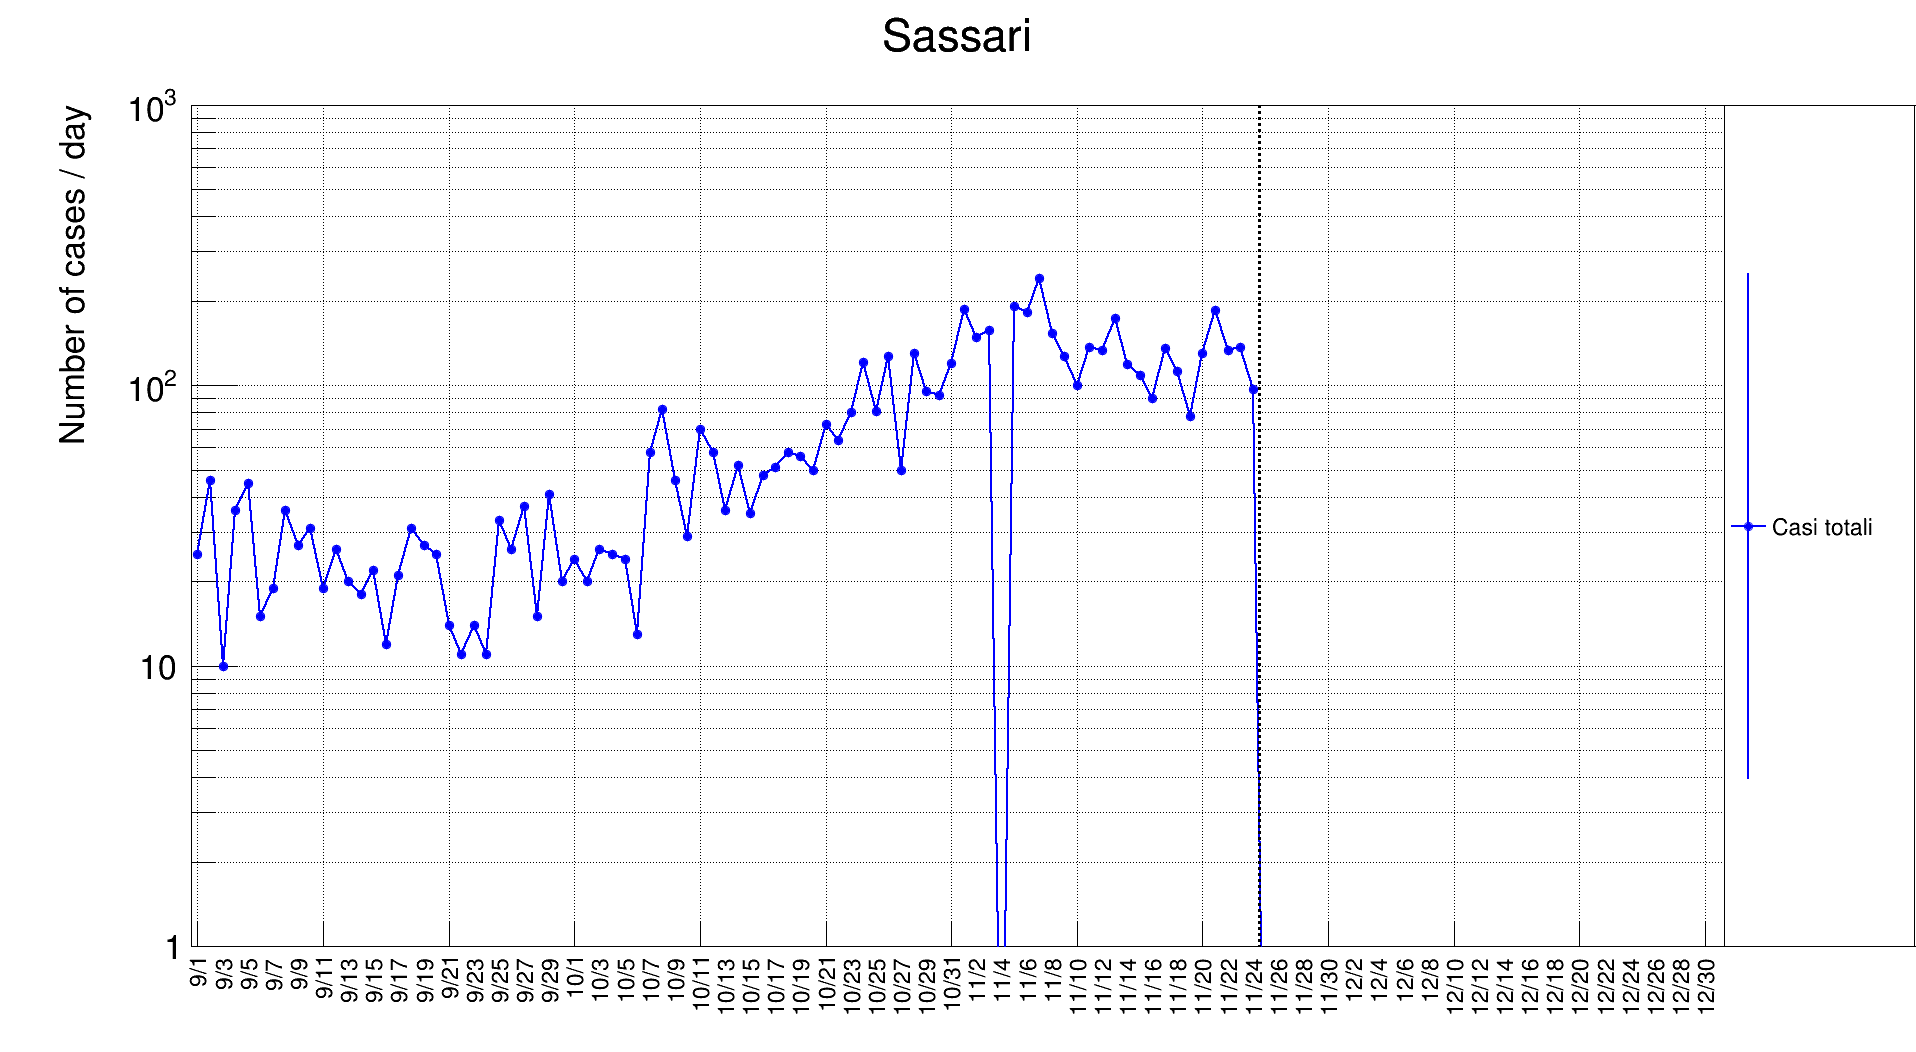 Sassari
Number of cases / day
10³
10²
10
1
9/1 9/3 9/5 9/7 9/9 9/11 9/13 9/15 9/17 9/19 9/21 9/23 9/25 9/27 9/29 10/1 10/3 10/5 10/7 10/9 10/11 10/13 10/15 10/17 10/19 10/21 10/23 10/25 10/27 10/29 10/31 11/2 11/4 11/6 11/8 11/10 11/12 11/14 11/16 11/18 11/20 11/22 11/24 11/26 11/28 11/30 12/2 12/4 12/6 12/8 12/10 12/12 12/14 12/16 12/18 12/20 12/22 12/24 12/26 12/28 12/30
Casi totali